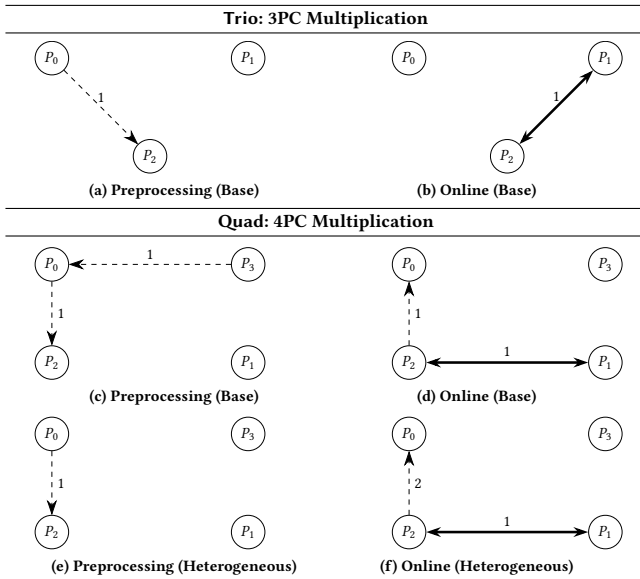 Trio: 3PC Multiplication
P0 P1 P0 P1
1 1
P2 P2
(a) Preprocessing (Base) (b) Online (Base)
Quad: 4PC Multiplication
1
P0 P3 P0 P3
1 1
1
P2 P1 P2 P1
(c) Preprocessing (Base) (d) Online (Base)
P0 P3 P0 P3
1 2
1
P2 P1 P2 P1
(e) Preprocessing (Heterogeneous) (f) Online (Heterogeneous)